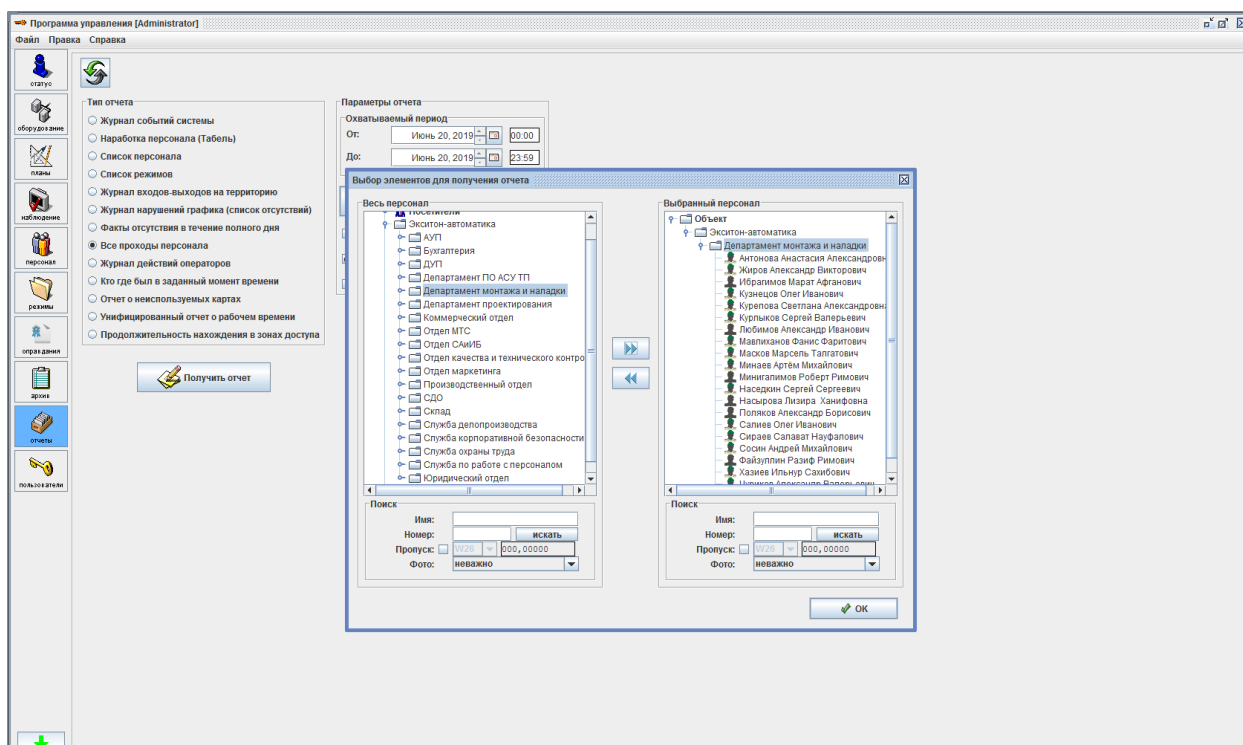 Программа управления [Administrator]
Файл Правка Справка
статус
оборудование
планы
наблюдение
персонал
режимы
оправдания
архив
отчеты
пользователи
Тип отчета
Журнал событий системы
Наработка персонала (Табель)
Список персонала
Список режимов
Журнал входов-выходов на территорию
Журнал нарушений графика (список отсутствий)
Факты отсутствия в течение полного дня
Все проходы персонала
Журнал действий операторов
Кто где был в заданный момент времени
Отчет о неиспользуемых картах
Унифицированный отчет о рабочем времени
Продолжительность нахождения в зонах доступа
Получить отчет
Параметры отчета
Охватываемый период
От: Июнь 20, 2019 00:00
До: Июнь 20, 2019 23:59
Выбор элементов для получения отчета
Весь персонал
Посетители
Экситон-автоматика
АУП
Бухгалтерия
ДУП
Департамент ПО АСУ ТП
Департамент монтажа и наладки
Департамент проектирования
Коммерческий отдел
Отдел МТС
Отдел САиИБ
Отдел качества и технического контро
Отдел маркетинга
Производственный отдел
СДО
Склад
Служба делопроизводства
Служба корпоративной безопасности
Служба охраны труда
Служба по работе с персоналом
Юридический отдел
Поиск
Имя:
Номер: искать
Пропуск: W26 000,00000
Фото: неважно
Выбранный персонал
Объект
Экситон-автоматика
Департамент монтажа и наладки
Антонова Анастасия Александровн
Жиров Александр Викторович
Ибрагимов Марат Афганович
Кузнецов Олег Иванович
Курепова Светлана Александровна
Курлыков Сергей Валерьевич
Любимов Александр Иванович
Мавлиханов Фанис Фаритович
Масков Марсель Талгатович
Минаев Артём Михайлович
Минигалимов Роберт Римович
Наседкин Сергей Сергеевич
Насырова Лизира Ханифовна
Поляков Александр Борисович
Салиев Олег Иванович
Сираев Салават Науфалович
Сосин Андрей Михайлович
Файзуллин Разиф Римович
Хазиев Ильнур Сахибович
Цуриков Александр Валерьевич
Поиск
Имя:
Номер: искать
Пропуск: W26 000,00000
Фото: неважно
OK